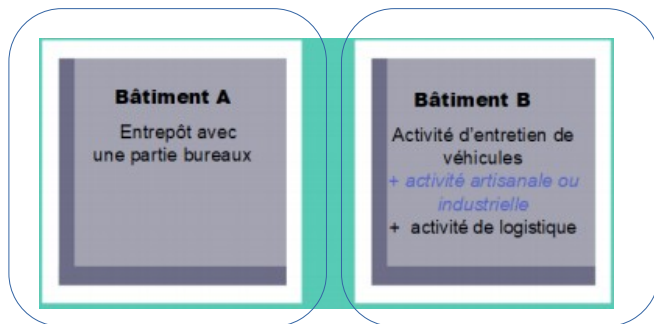 Bâtiment A
Entrepôt avec
une partie bureaux
Bâtiment B
Activité d'entretien de
véhicules
+ activité artisanale ou
industrielle
+ activité de logistique